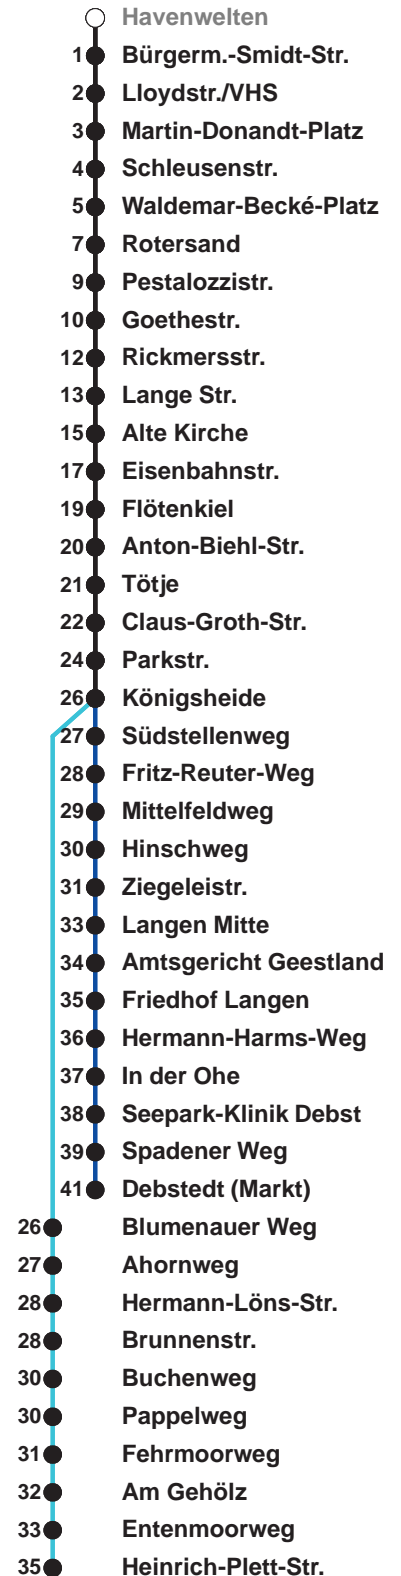 Havenwelten
1 Bürgerm.-Smidt-Str.
2 Lloydstr./VHS
3 Martin-Donandt-Platz
4 Schleusenstr.
5 Waldemar-Becké-Platz
7 Rotersand
9 Pestalozzistr.
10 Goethestr.
12 Rickmersstr.
13 Lange Str.
15 Alte Kirche
17 Eisenbahnstr.
19 Flötenkiel
20 Anton-Biehl-Str.
21 Tötje
22 Claus-Groth-Str.
24 Parkstr.
26 Königsheide
27 Südstellenweg
28 Fritz-Reuter-Weg
29 Mittelfeldweg
30 Hinschweg
31 Ziegeleistr.
33 Langen Mitte
34 Amtsgericht Geestland
35 Friedhof Langen
36 Hermann-Harms-Weg
37 In der Ohe
38 Seepark-Klinik Debst
39 Spadener Weg
41 Debstedt (Markt)
26 Blumenauer Weg
27 Ahornweg
28 Hermann-Löns-Str.
28 Brunnenstr.
30 Buchenweg
30 Pappelweg
31 Fehrmoorweg
32 Am Gehölz
33 Entenmoorweg
35 Heinrich-Plett-Str.